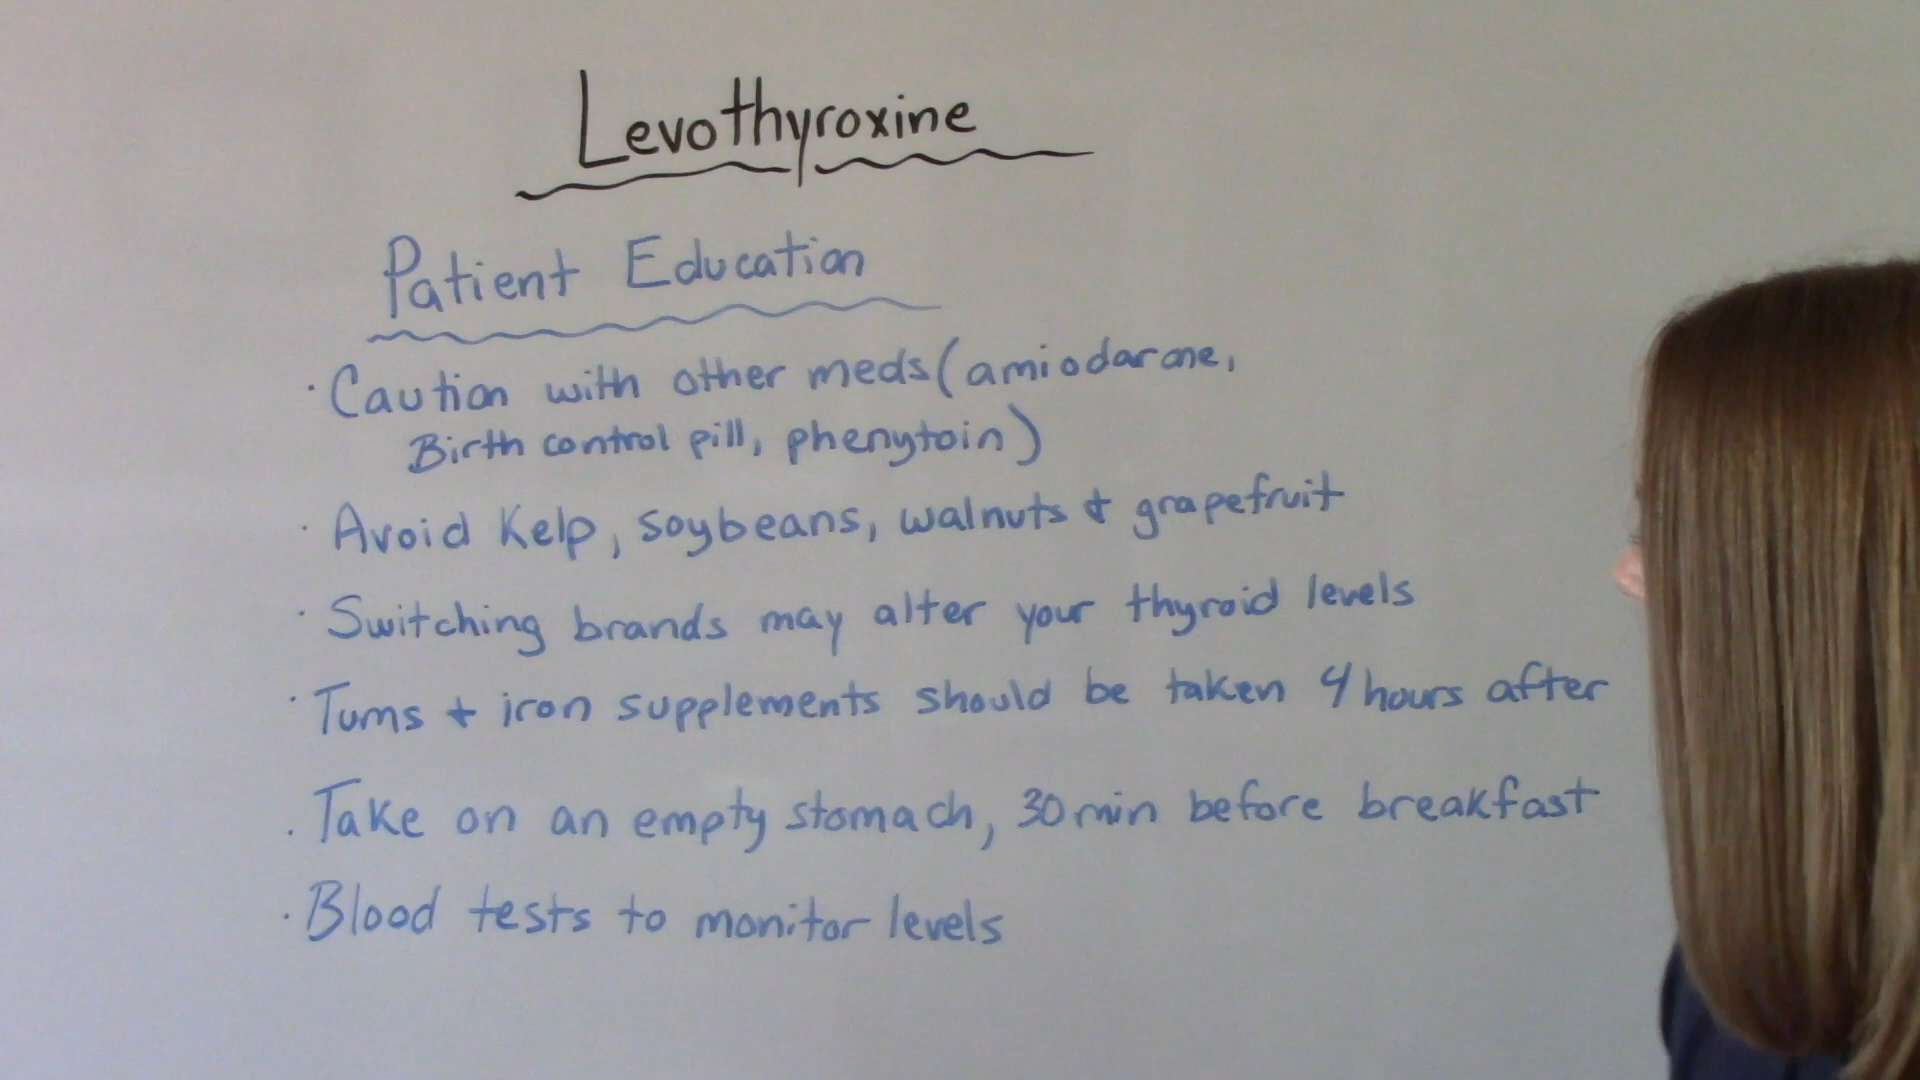 Levothyroxine
Patient Education
· Caution with other meds (amiodarone,
Birth control pill, phenytoin)
· Avoid Kelp, soybeans, walnuts + grapefruit
· Switching brands may alter your thyroid levels
· Tums + iron supplements should be taken 4 hours after
· Take on an empty stomach, 30 min before breakfast
· Blood tests to monitor levels